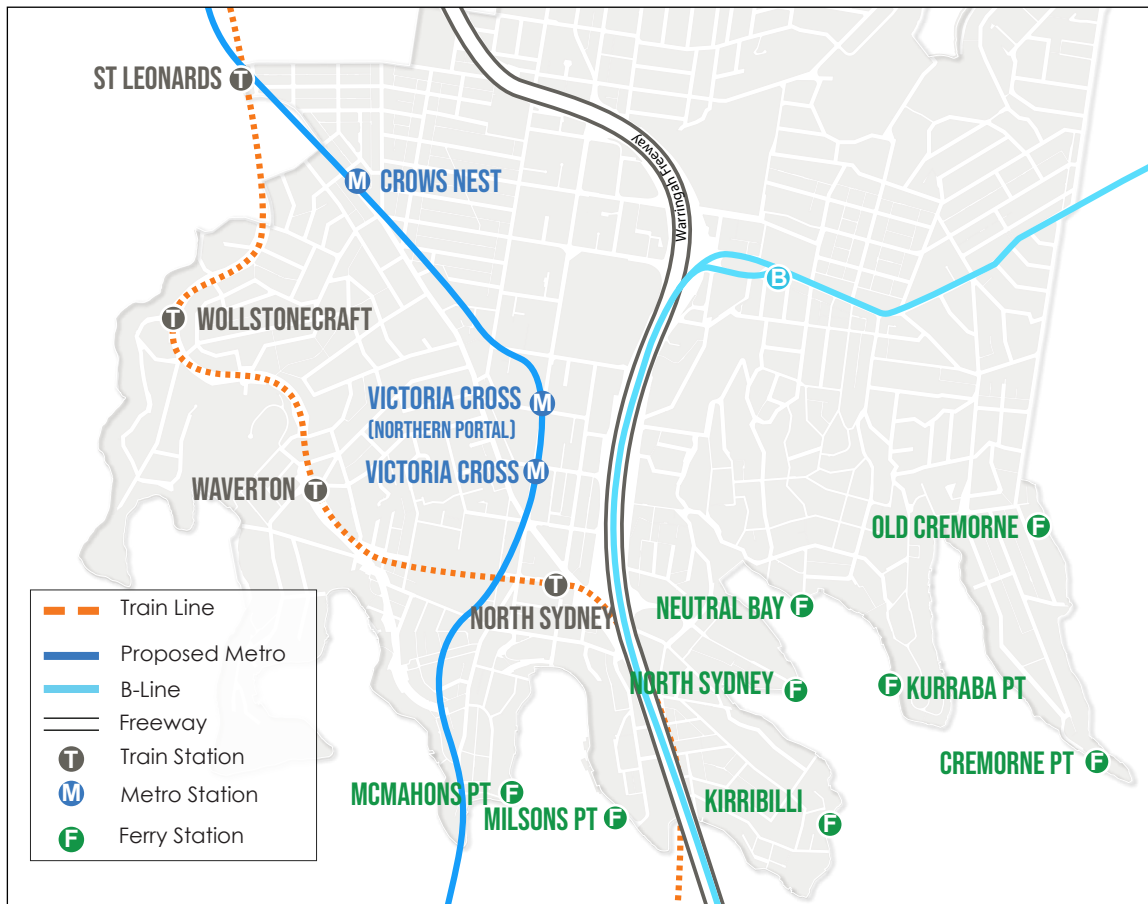 ST LEONARDS T
M CROWS NEST
Warringah Freeway
B
T WOLLSTONECRAFT
VICTORIA CROSS M
(NORTHERN PORTAL)
VICTORIA CROSS M
WAVERTON T
OLD CREMORNE F
T
NORTH SYDNEY
NEUTRAL BAY F
NORTH SYDNEY F
F KURRABA PT
CREMORNE PT F
MCMAHONS PT F
MILSONS PT F
KIRRIBILLI
F
Train Line
Proposed Metro
B-Line
Freeway
T Train Station
M Metro Station
F Ferry Station